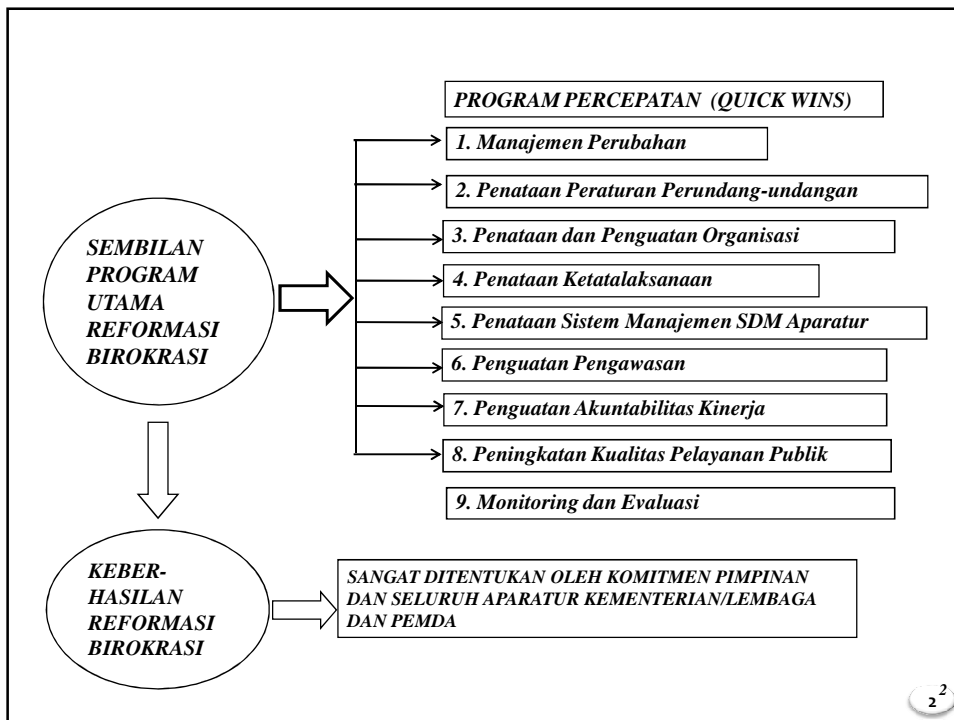 PROGRAM PERCEPATAN (QUICK WINS)
1. Manajemen Perubahan
2. Penataan Peraturan Perundang-undangan
3. Penataan dan Penguatan Organisasi
4. Penataan Ketatalaksanaan
5. Penataan Sistem Manajemen SDM Aparatur
6. Penguatan Pengawasan
7. Penguatan Akuntabilitas Kinerja
8. Peningkatan Kualitas Pelayanan Publik
9. Monitoring dan Evaluasi
SEMBILAN
PROGRAM
UTAMA
REFORMASI
BIROKRASI
KEBER-
HASILAN
REFORMASI
BIROKRASI
SANGAT DITENTUKAN OLEH KOMITMEN PIMPINAN
DAN SELURUH APARATUR KEMENTERIAN/LEMBAGA
DAN PEMDA
2
2